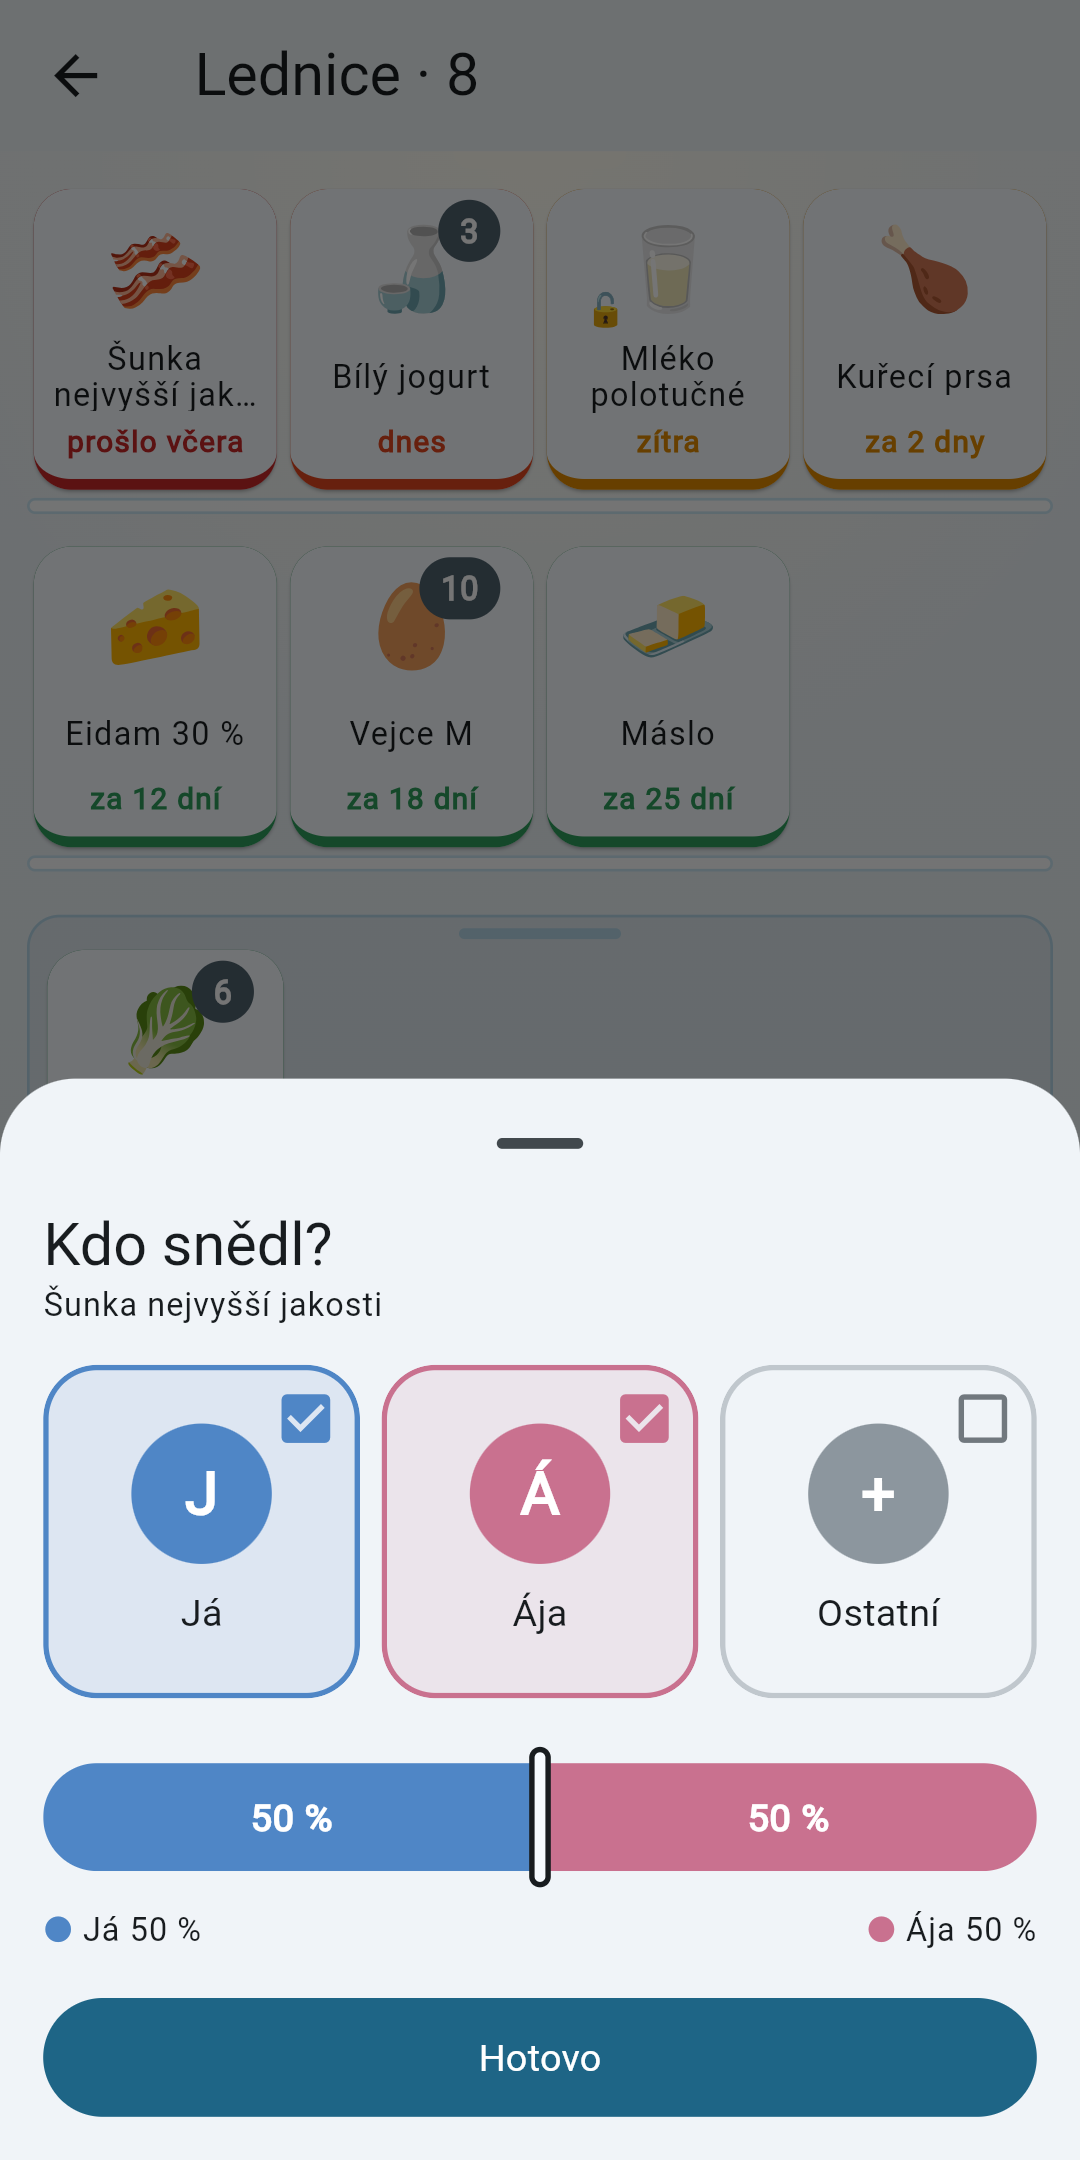 Lednice · 8
3
Šunka
nejvyšší jak...
prošlo včera
Bílý jogurt
dnes
Mléko
polotučné
zítra
Kuřecí prsa
za 2 dny
10
Eidam 30 %
za 12 dní
Vejce M
za 18 dní
Máslo
za 25 dní
6
Kdo snědl?
Šunka nejvyšší jakosti
J
Já
Á
Ája
+
Ostatní
50 %
50 %
Já 50 %
Ája 50 %
Hotovo